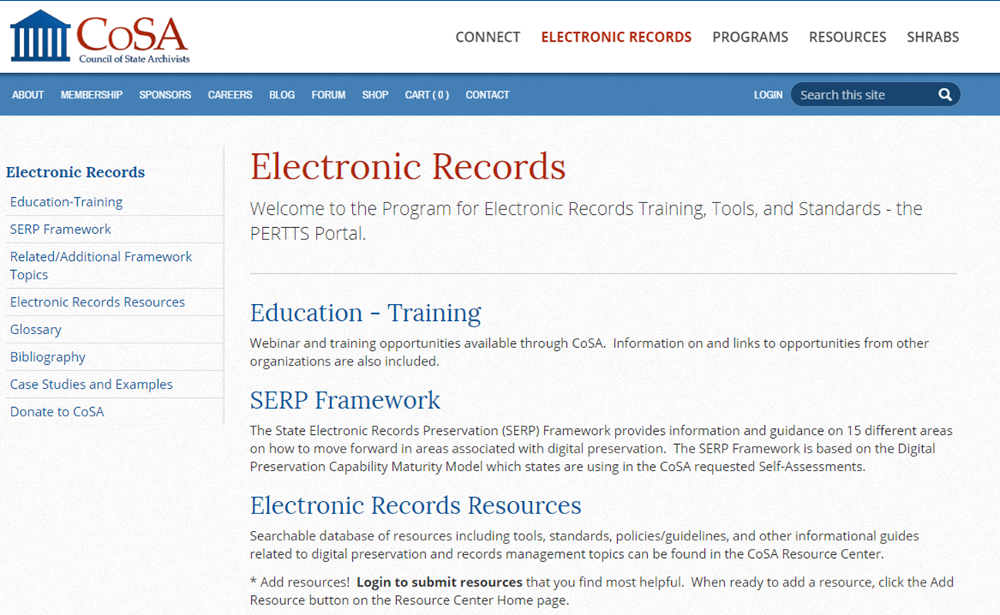 CoSA
Council of State Archivists
CONNECT ELECTRONIC RECORDS PROGRAMS RESOURCES SHRABS
ABOUT MEMBERSHIP SPONSORS CAREERS BLOG FORUM SHOP CART ( 0 ) CONTACT LOGIN Search this site
Electronic Records
Education-Training
SERP Framework
Related/Additional Framework
Topics
Electronic Records Resources
Glossary
Bibliography
Case Studies and Examples
Donate to CoSA
Electronic Records
Welcome to the Program for Electronic Records Training, Tools, and Standards - the
PERTTS Portal.
Education - Training
Webinar and training opportunities available through CoSA.  Information on and links to opportunities from other
organizations are also included.
SERP Framework
The State Electronic Records Preservation (SERP) Framework provides information and guidance on 15 different areas
on how to move forward in areas associated with digital preservation.  The SERP Framework is based on the Digital
Preservation Capability Maturity Model which states are using in the CoSA requested Self-Assessments.
Electronic Records Resources
Searchable database of resources including tools, standards, policies/guidelines, and other informational guides
related to digital preservation and records management topics can be found in the CoSA Resource Center.
* Add resources!  Login to submit resources that you find most helpful.  When ready to add a resource, click the Add
Resource button on the Resource Center Home page.